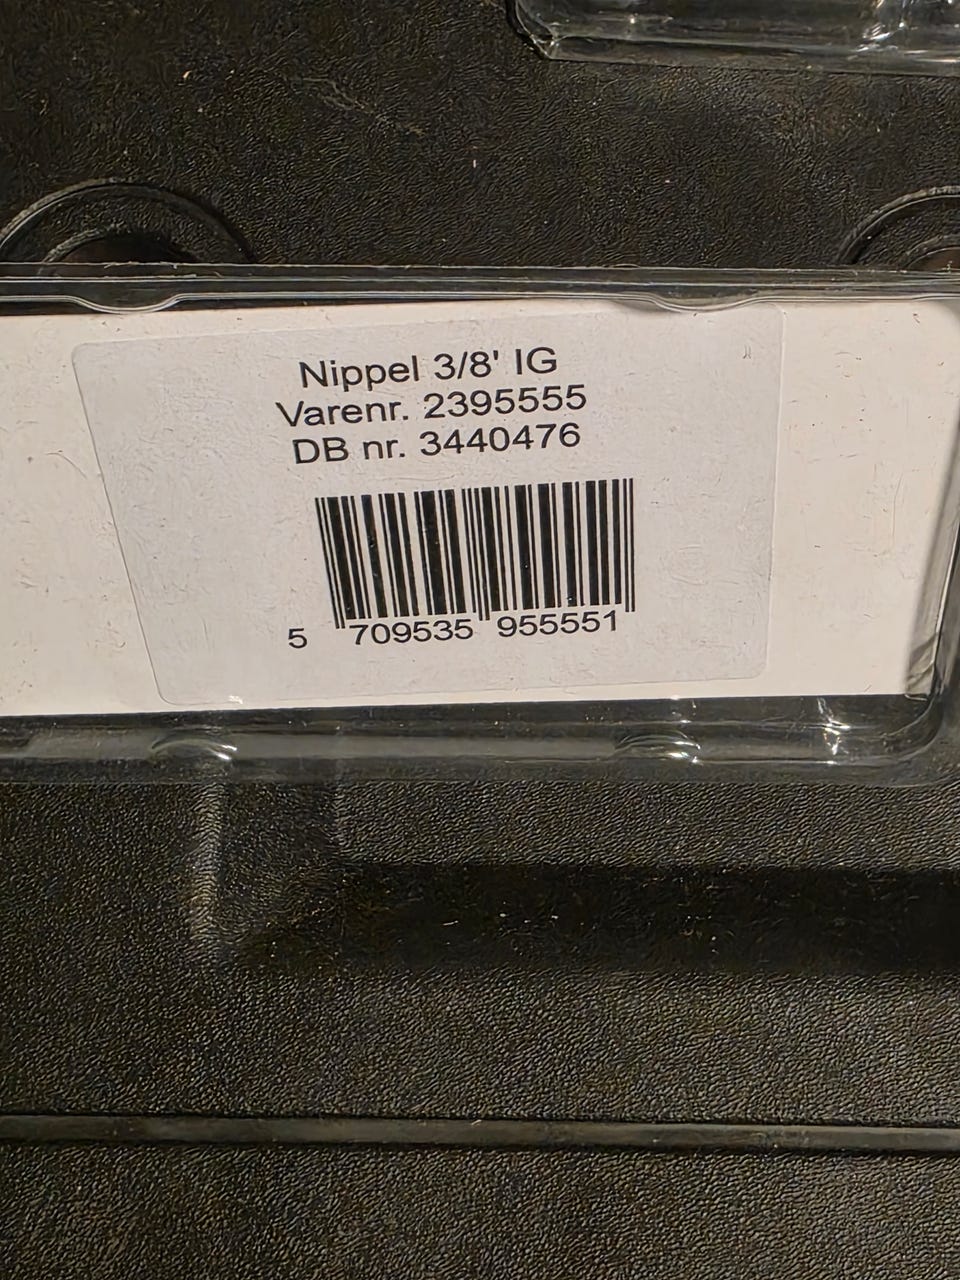 Nippel 3/8' IG
Varenr. 2395555
DB nr. 3440476
5 709535 955551